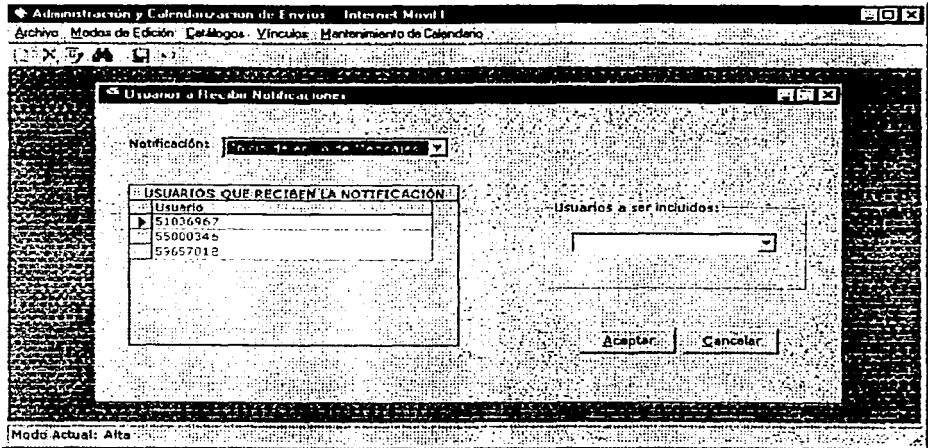 Administración y Calendarización de Envíos Internet Movil I
Archivo Modos de Edición Catálogos Vínculos Mantenimiento de Calendario
Usuarios a Recibir Notificaciones
Notificación:
USUARIOS QUE RECIBEN LA NOTIFICACIÓN
Usuario
51036967
55000346
59657012
Usuarios a ser incluidos:
Aceptar Cancelar
Modo Actual: Alta